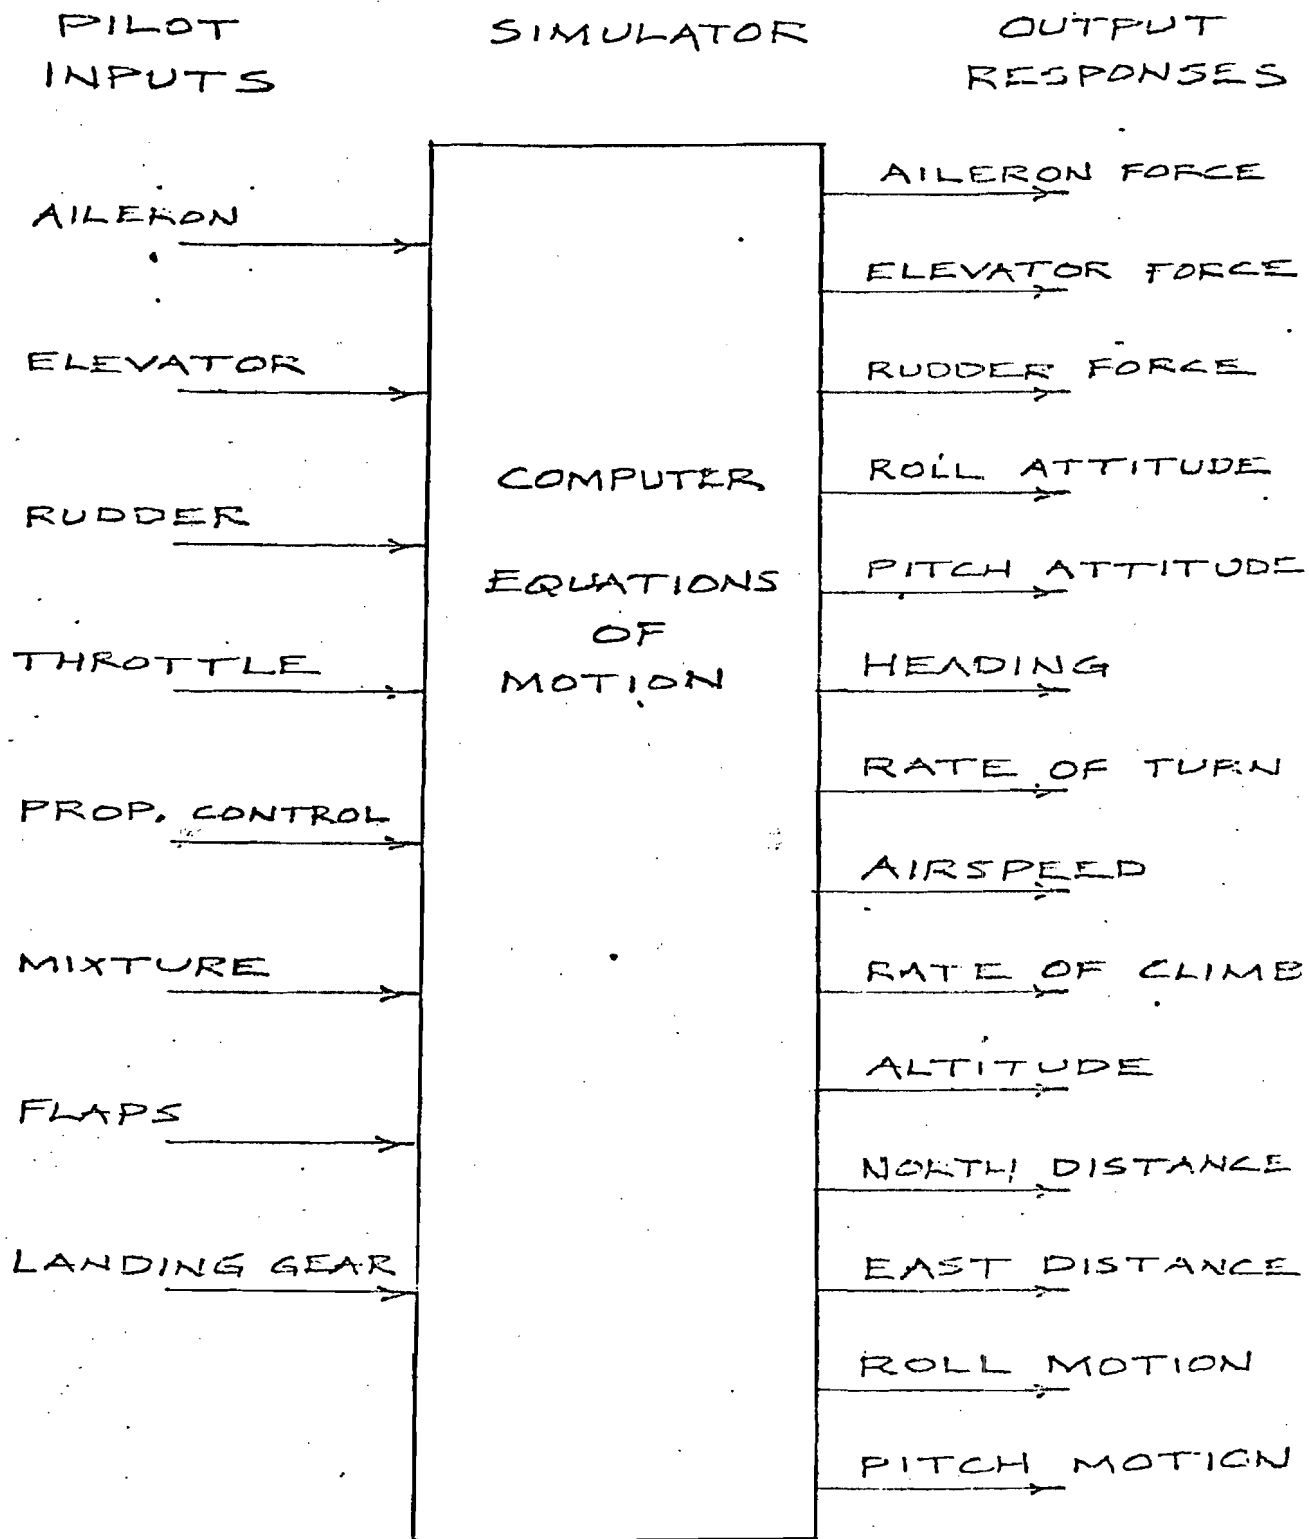 PILOT
INPUTS
SIMULATOR
OUTPUT
RESPONSES
AILERON
ELEVATOR
RUDDER
THROTTLE
PROP. CONTROL
MIXTURE
FLAPS
LANDING GEAR
COMPUTER
EQUATIONS
OF
MOTION
AILERON FORCE
ELEVATOR FORCE
RUDDER FORCE
ROLL ATTITUDE
PITCH ATTITUDE
HEADING
RATE OF TURN
AIRSPEED
RATE OF CLIMB
ALTITUDE
NORTH DISTANCE
EAST DISTANCE
ROLL MOTION
PITCH MOTION